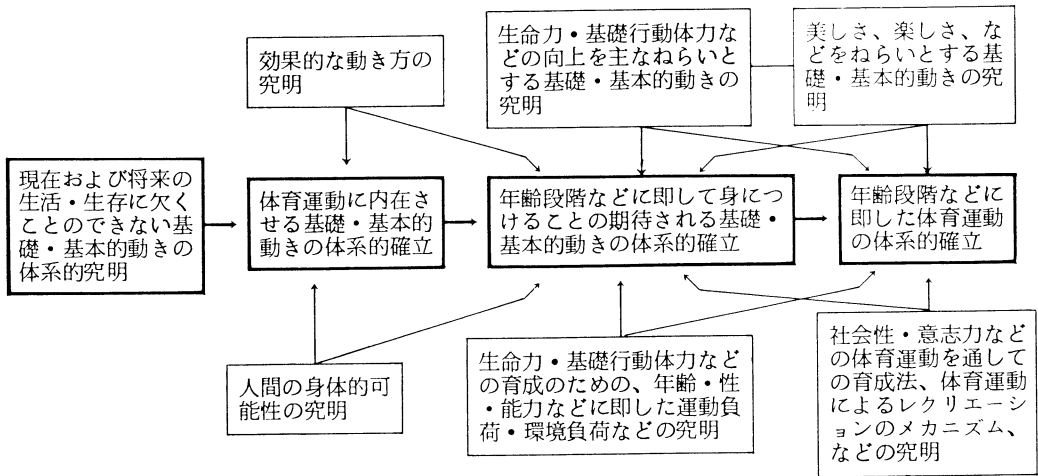 効果的な動き方の
究明
生命力・基礎行動体力な
どの向上を主なねらいと
する基礎・基本的動きの
究明
美しさ、楽しさ、な
どをねらいとする基
礎・基本的動きの究
明
現在および将来の
生活・生存に欠く
ことのできない基
礎・基本的動きの
体系的究明
体育運動に内在さ
せる基礎・基本的
動きの体系的確立
年齢段階などに即して身につ
けることの期待される基礎・
基本的動きの体系的確立
年齢段階などに
即した体育運動
の体系的確立
人間の身体的可
能性の究明
生命力・基礎行動体力など
の育成のための、年齢・性
・能力などに即した運動負
荷・環境負荷などの究明
社会性・意志力など
の体育運動を通して
の育成法、体育運動
によるレクリエーシ
ョンのメカニズム、
などの究明